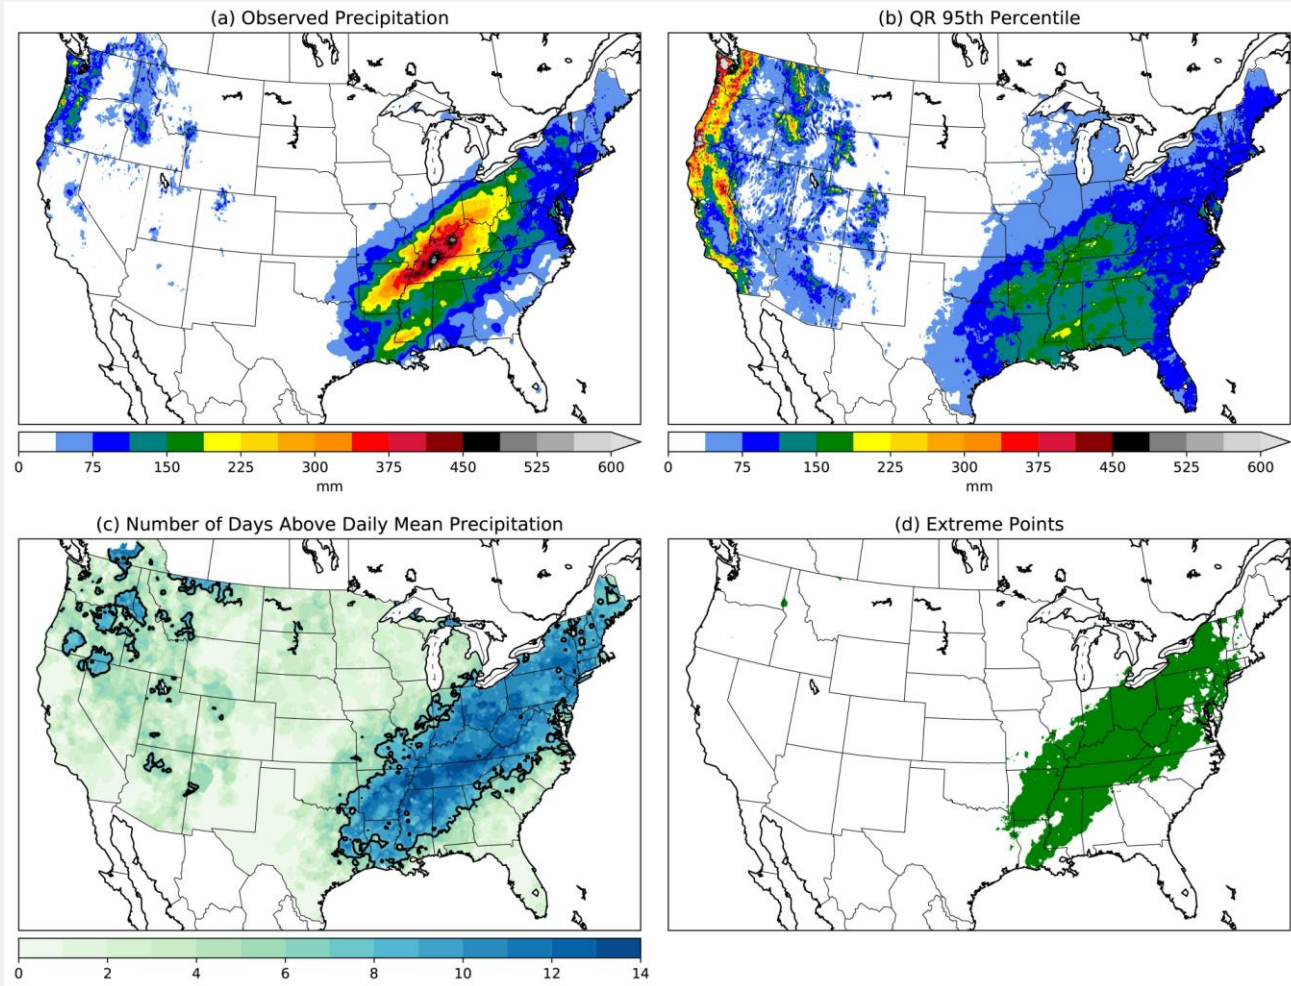 (a) Observed Precipitation
(b) QR 95th Percentile
0 75 150 225 300 375 450 525 600
mm
0 75 150 225 300 375 450 525 600
mm
(c) Number of Days Above Daily Mean Precipitation
(d) Extreme Points
0 2 4 6 8 10 12 14